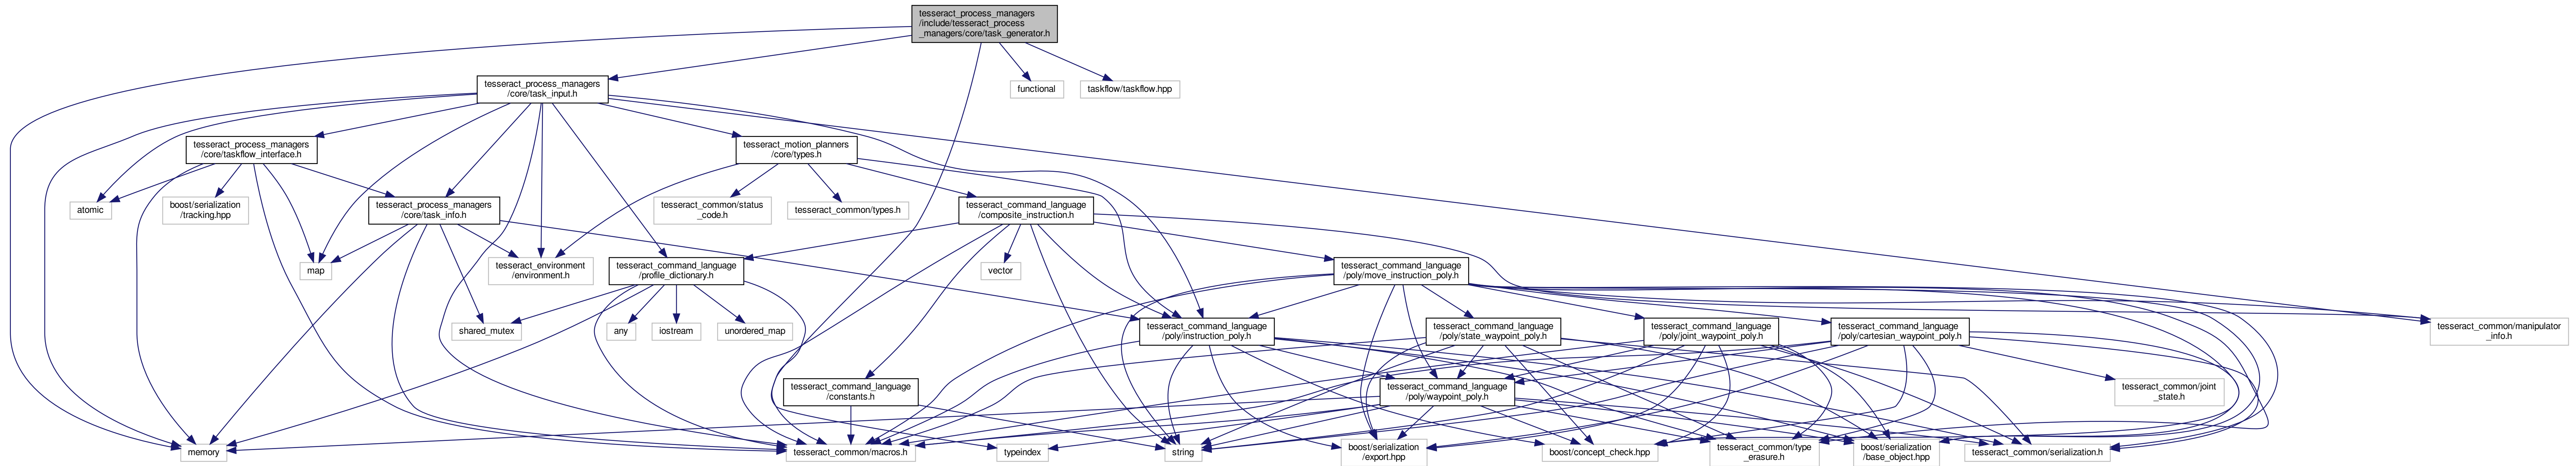 tesseract_process_managers
/include/tesseract_process
_managers/core/task_generator.h
tesseract_process_managers
/core/task_input.h
functional
taskflow/taskflow.hpp
tesseract_process_managers
/core/taskflow_interface.h
tesseract_motion_planners
/core/types.h
atomic
boost/serialization
/tracking.hpp
tesseract_process_managers
/core/task_info.h
tesseract_common/status
_code.h
tesseract_common/types.h
tesseract_command_language
/composite_instruction.h
map
tesseract_environment
/environment.h
tesseract_command_language
/profile_dictionary.h
vector
tesseract_command_language
/poly/move_instruction_poly.h
shared_mutex
any
iostream
unordered_map
tesseract_command_language
/poly/instruction_poly.h
tesseract_command_language
/poly/state_waypoint_poly.h
tesseract_command_language
/poly/joint_waypoint_poly.h
tesseract_command_language
/poly/cartesian_waypoint_poly.h
tesseract_common/manipulator
_info.h
tesseract_command_language
/constants.h
tesseract_command_language
/poly/waypoint_poly.h
tesseract_common/joint
_state.h
memory
tesseract_common/macros.h
typeindex
string
boost/serialization
/export.hpp
boost/concept_check.hpp
tesseract_common/type
_erasure.h
boost/serialization
/base_object.hpp
tesseract_common/serialization.h